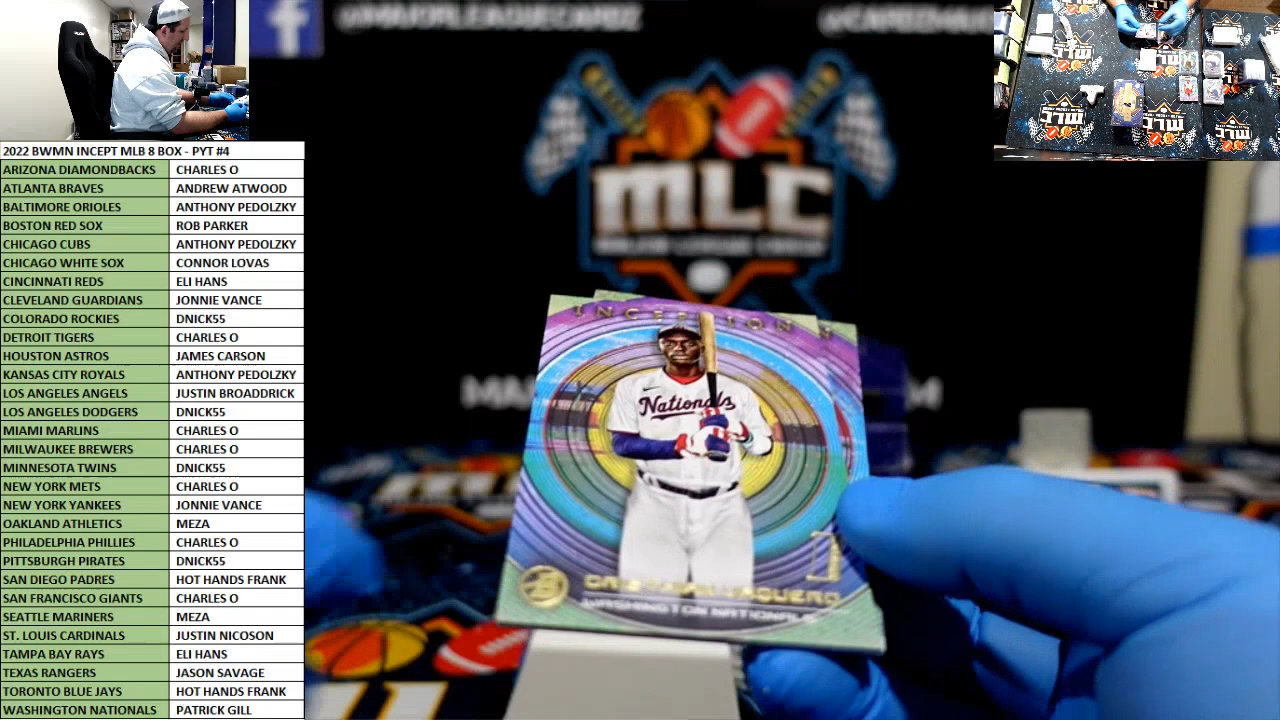 @MAJORLEAGUECARDZ
MLC
2022 BWMN INCEPT MLB 8 BOX - PYT #4
ARIZONA DIAMONDBACKS CHARLES O
ATLANTA BRAVES ANDREW ATWOOD
BALTIMORE ORIOLES ANTHONY PEDOLZKY
BOSTON RED SOX ROB PARKER
CHICAGO CUBS ANTHONY PEDOLZKY
CHICAGO WHITE SOX CONNOR LOVAS
CINCINNATI REDS ELI HANS
CLEVELAND GUARDIANS JONNIE VANCE
COLORADO ROCKIES DNICK55
DETROIT TIGERS CHARLES O
HOUSTON ASTROS JAMES CARSON
KANSAS CITY ROYALS ANTHONY PEDOLZKY
LOS ANGELES ANGELS JUSTIN BROADDRICK
LOS ANGELES DODGERS DNICK55
MIAMI MARLINS CHARLES O
MILWAUKEE BREWERS CHARLES O
MINNESOTA TWINS DNICK55
NEW YORK METS CHARLES O
NEW YORK YANKEES JONNIE VANCE
OAKLAND ATHLETICS MEZA
PHILADELPHIA PHILLIES CHARLES O
PITTSBURGH PIRATES DNICK55
SAN DIEGO PADRES HOT HANDS FRANK
SAN FRANCISCO GIANTS CHARLES O
SEATTLE MARINERS MEZA
ST. LOUIS CARDINALS JUSTIN NICOSON
TAMPA BAY RAYS ELI HANS
TEXAS RANGERS JASON SAVAGE
TORONTO BLUE JAYS HOT HANDS FRANK
WASHINGTON NATIONALS PATRICK GILL
INCEPTION
Nationals
WASHINGTON NATIONALS